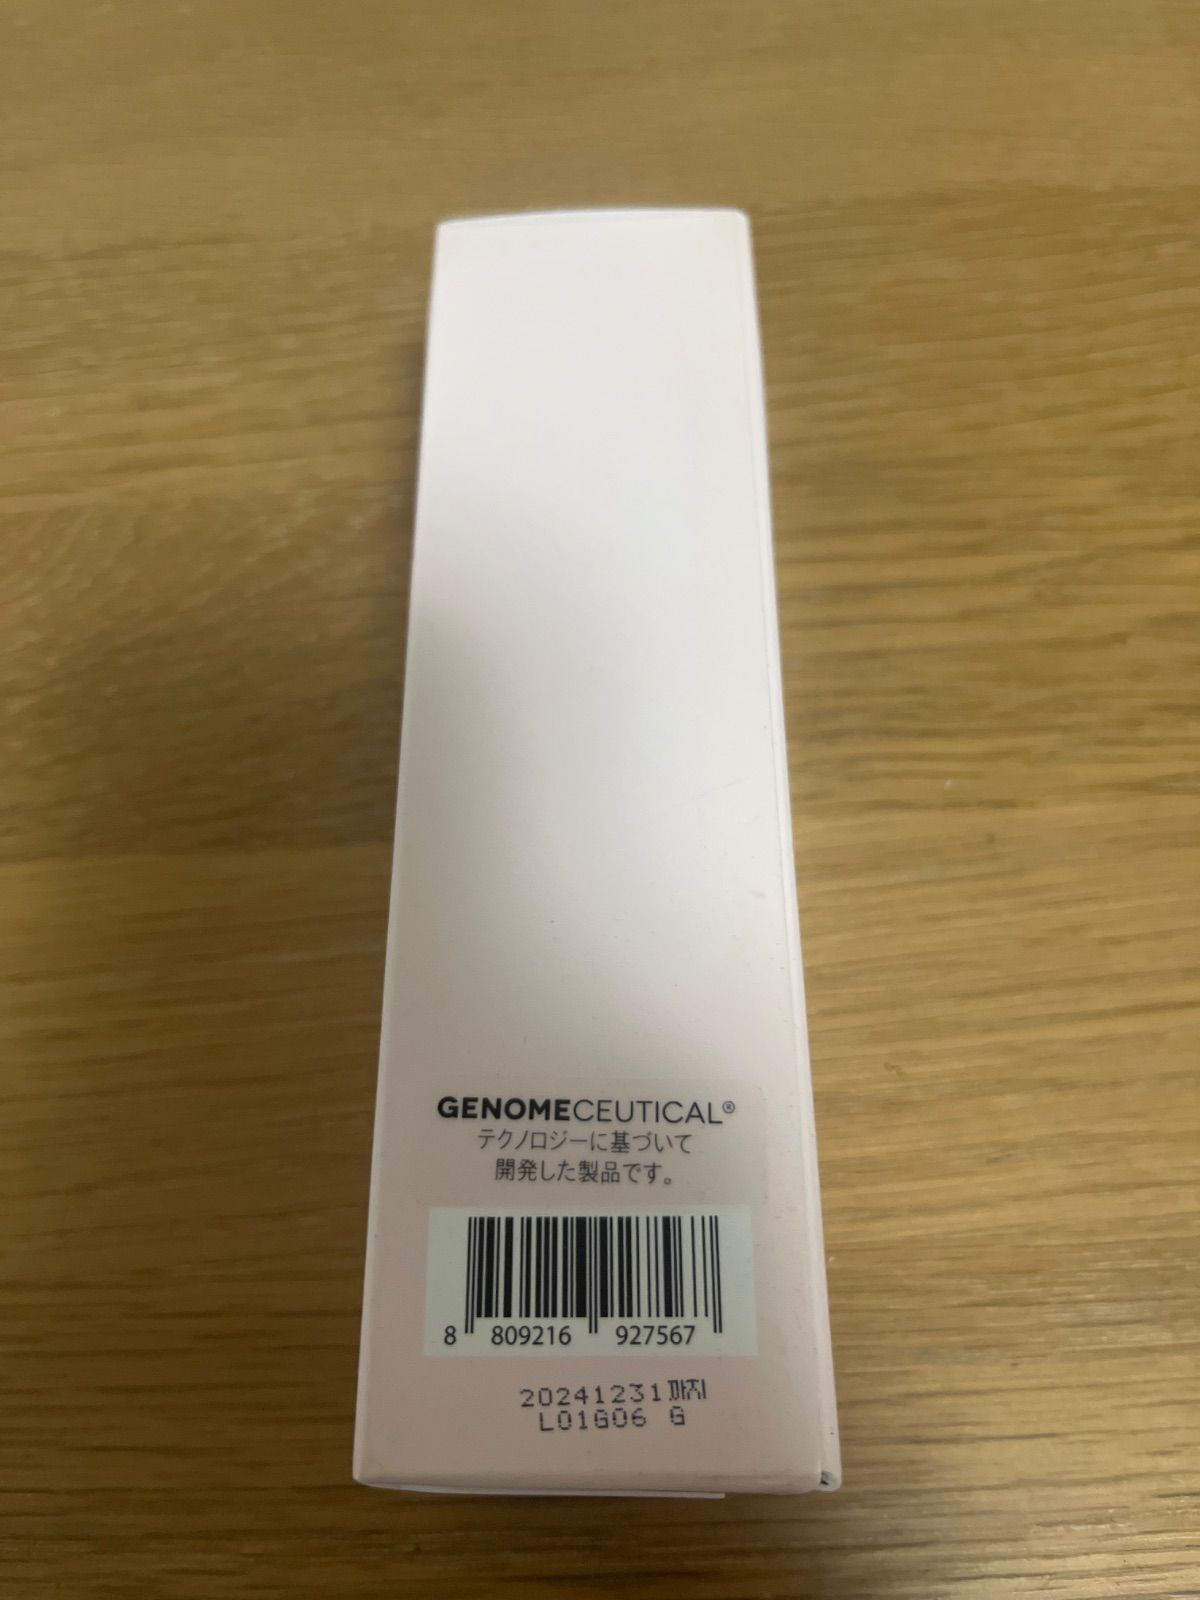 GENOMECEUTICAL®
テクノロジーに基づいて
開発した製品です。
8 809216 927567
20241231까지
L01G06 G